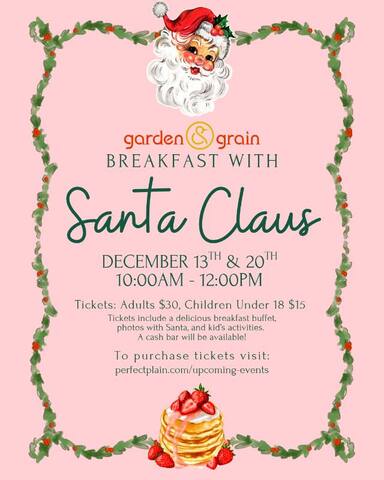 garden & grain
BREAKFAST WITH
Santa Claus
DECEMBER 13TH & 20TH
10:00AM - 12:00PM
Tickets: Adults $30, Children Under 18 $15
Tickets include a delicious breakfast buffet,
photos with Santa, and kid's activities.
A cash bar will be available!
To purchase tickets visit:
perfectplain.com/upcoming-events